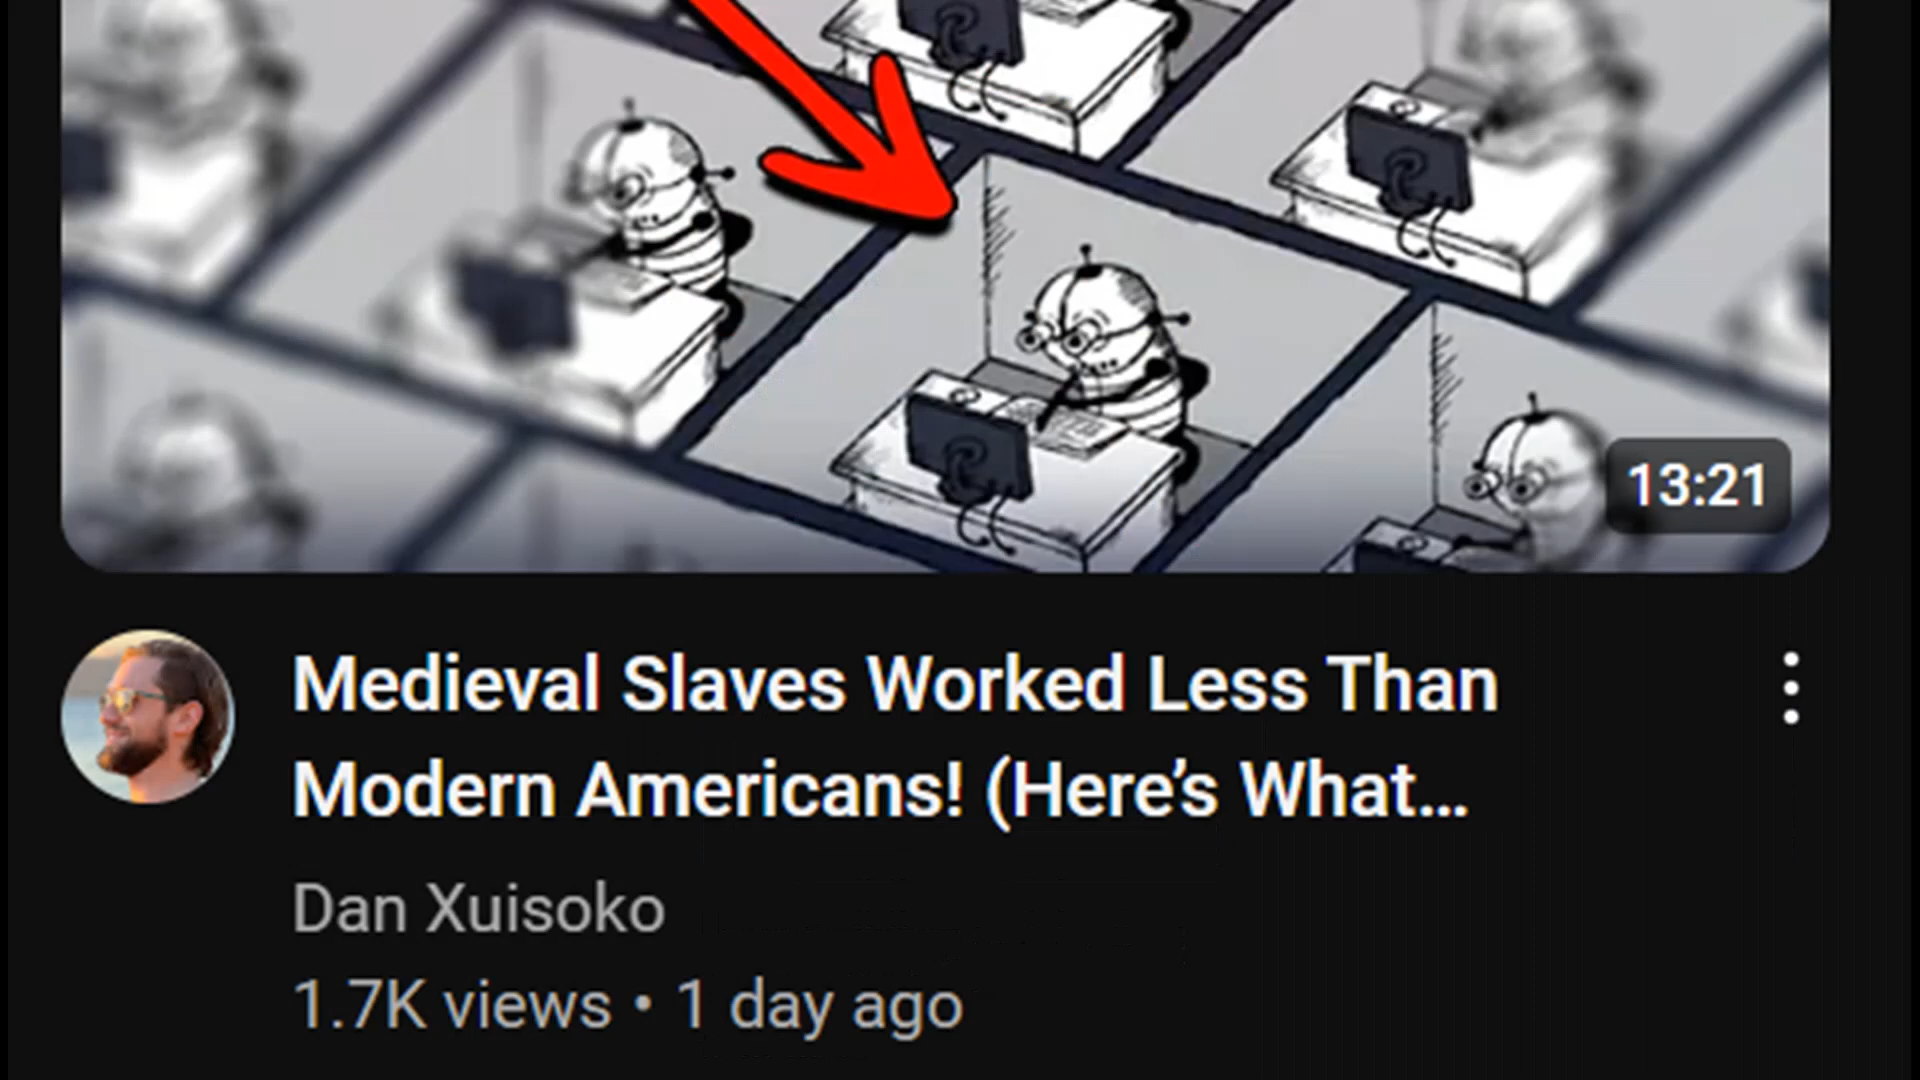 13:21
Medieval Slaves Worked Less Than
Modern Americans! (Here’s What...
Dan Xuisoko
1.7K views • 1 day ago